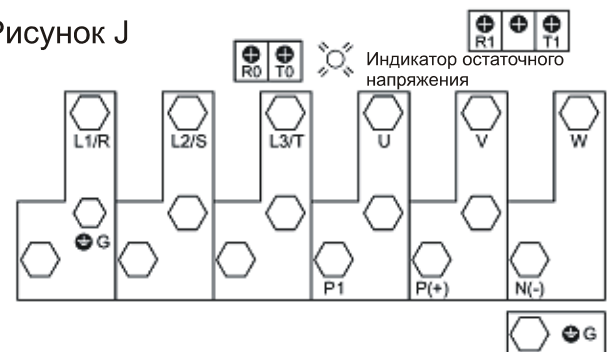 Рисунок J
R0 T0
R1 T1
Индикатор остаточного
напряжения
L1/R L2/S L3/T U V W
G
P1 P(+) N(-)
G